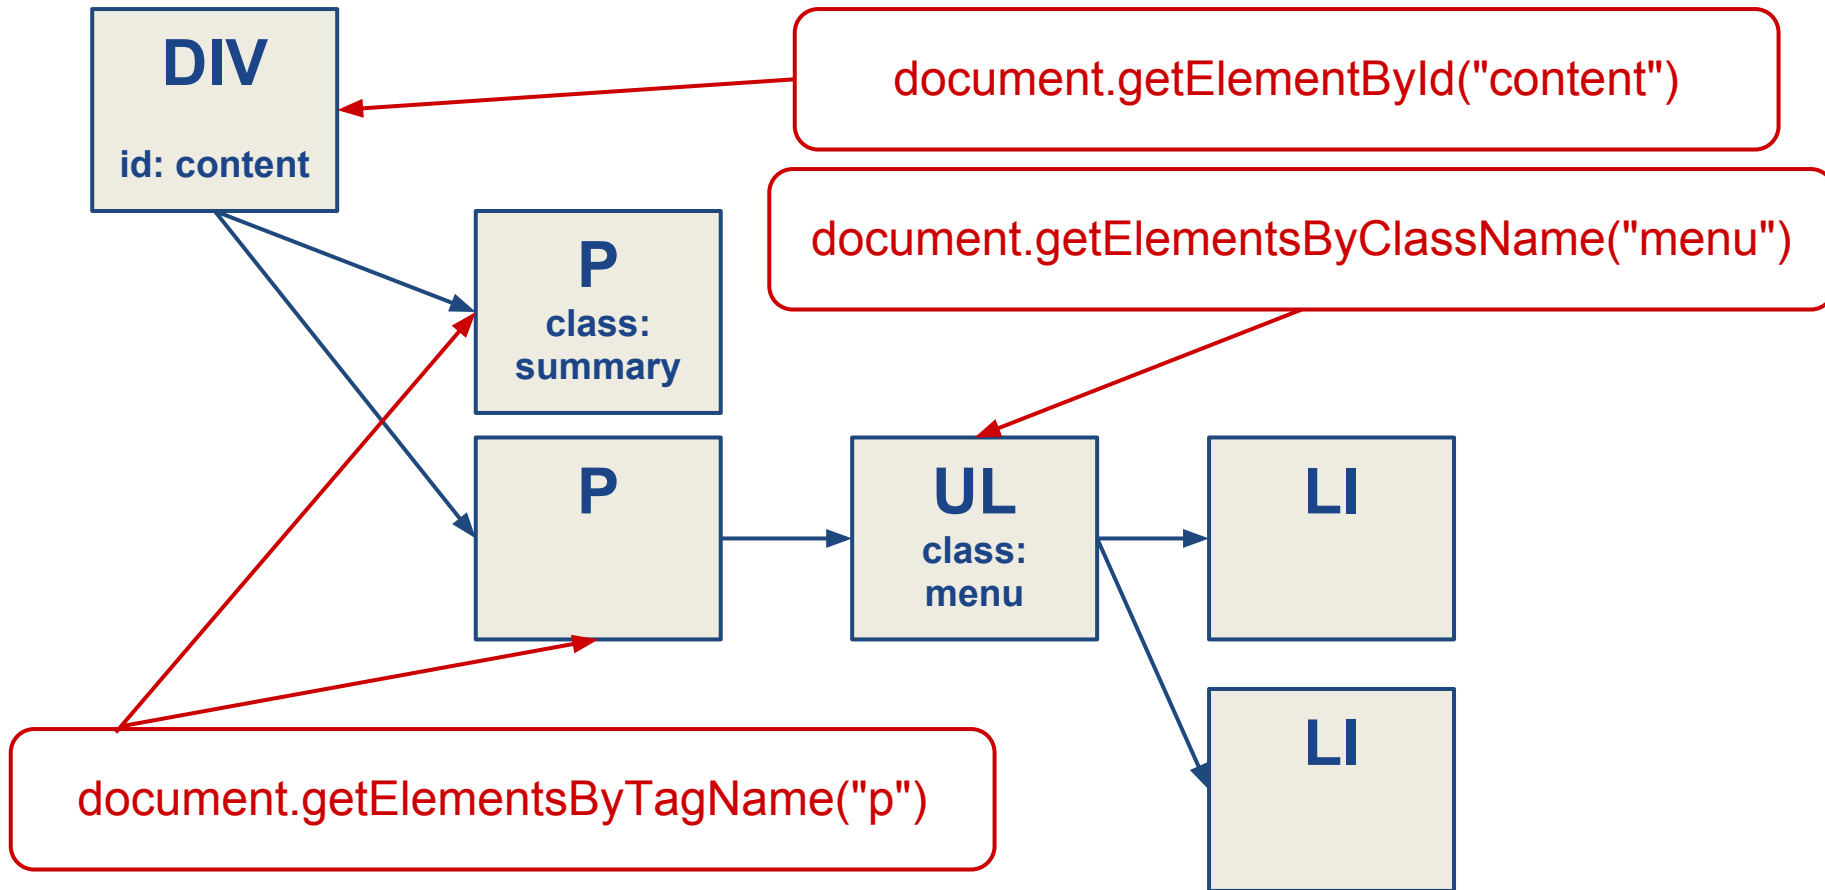 DIV
id: content
document.getElementById("content")
document.getElementsByClassName("menu")
P
class:
summary
P
UL
class:
menu
LI
LI
document.getElementsByTagName("p")